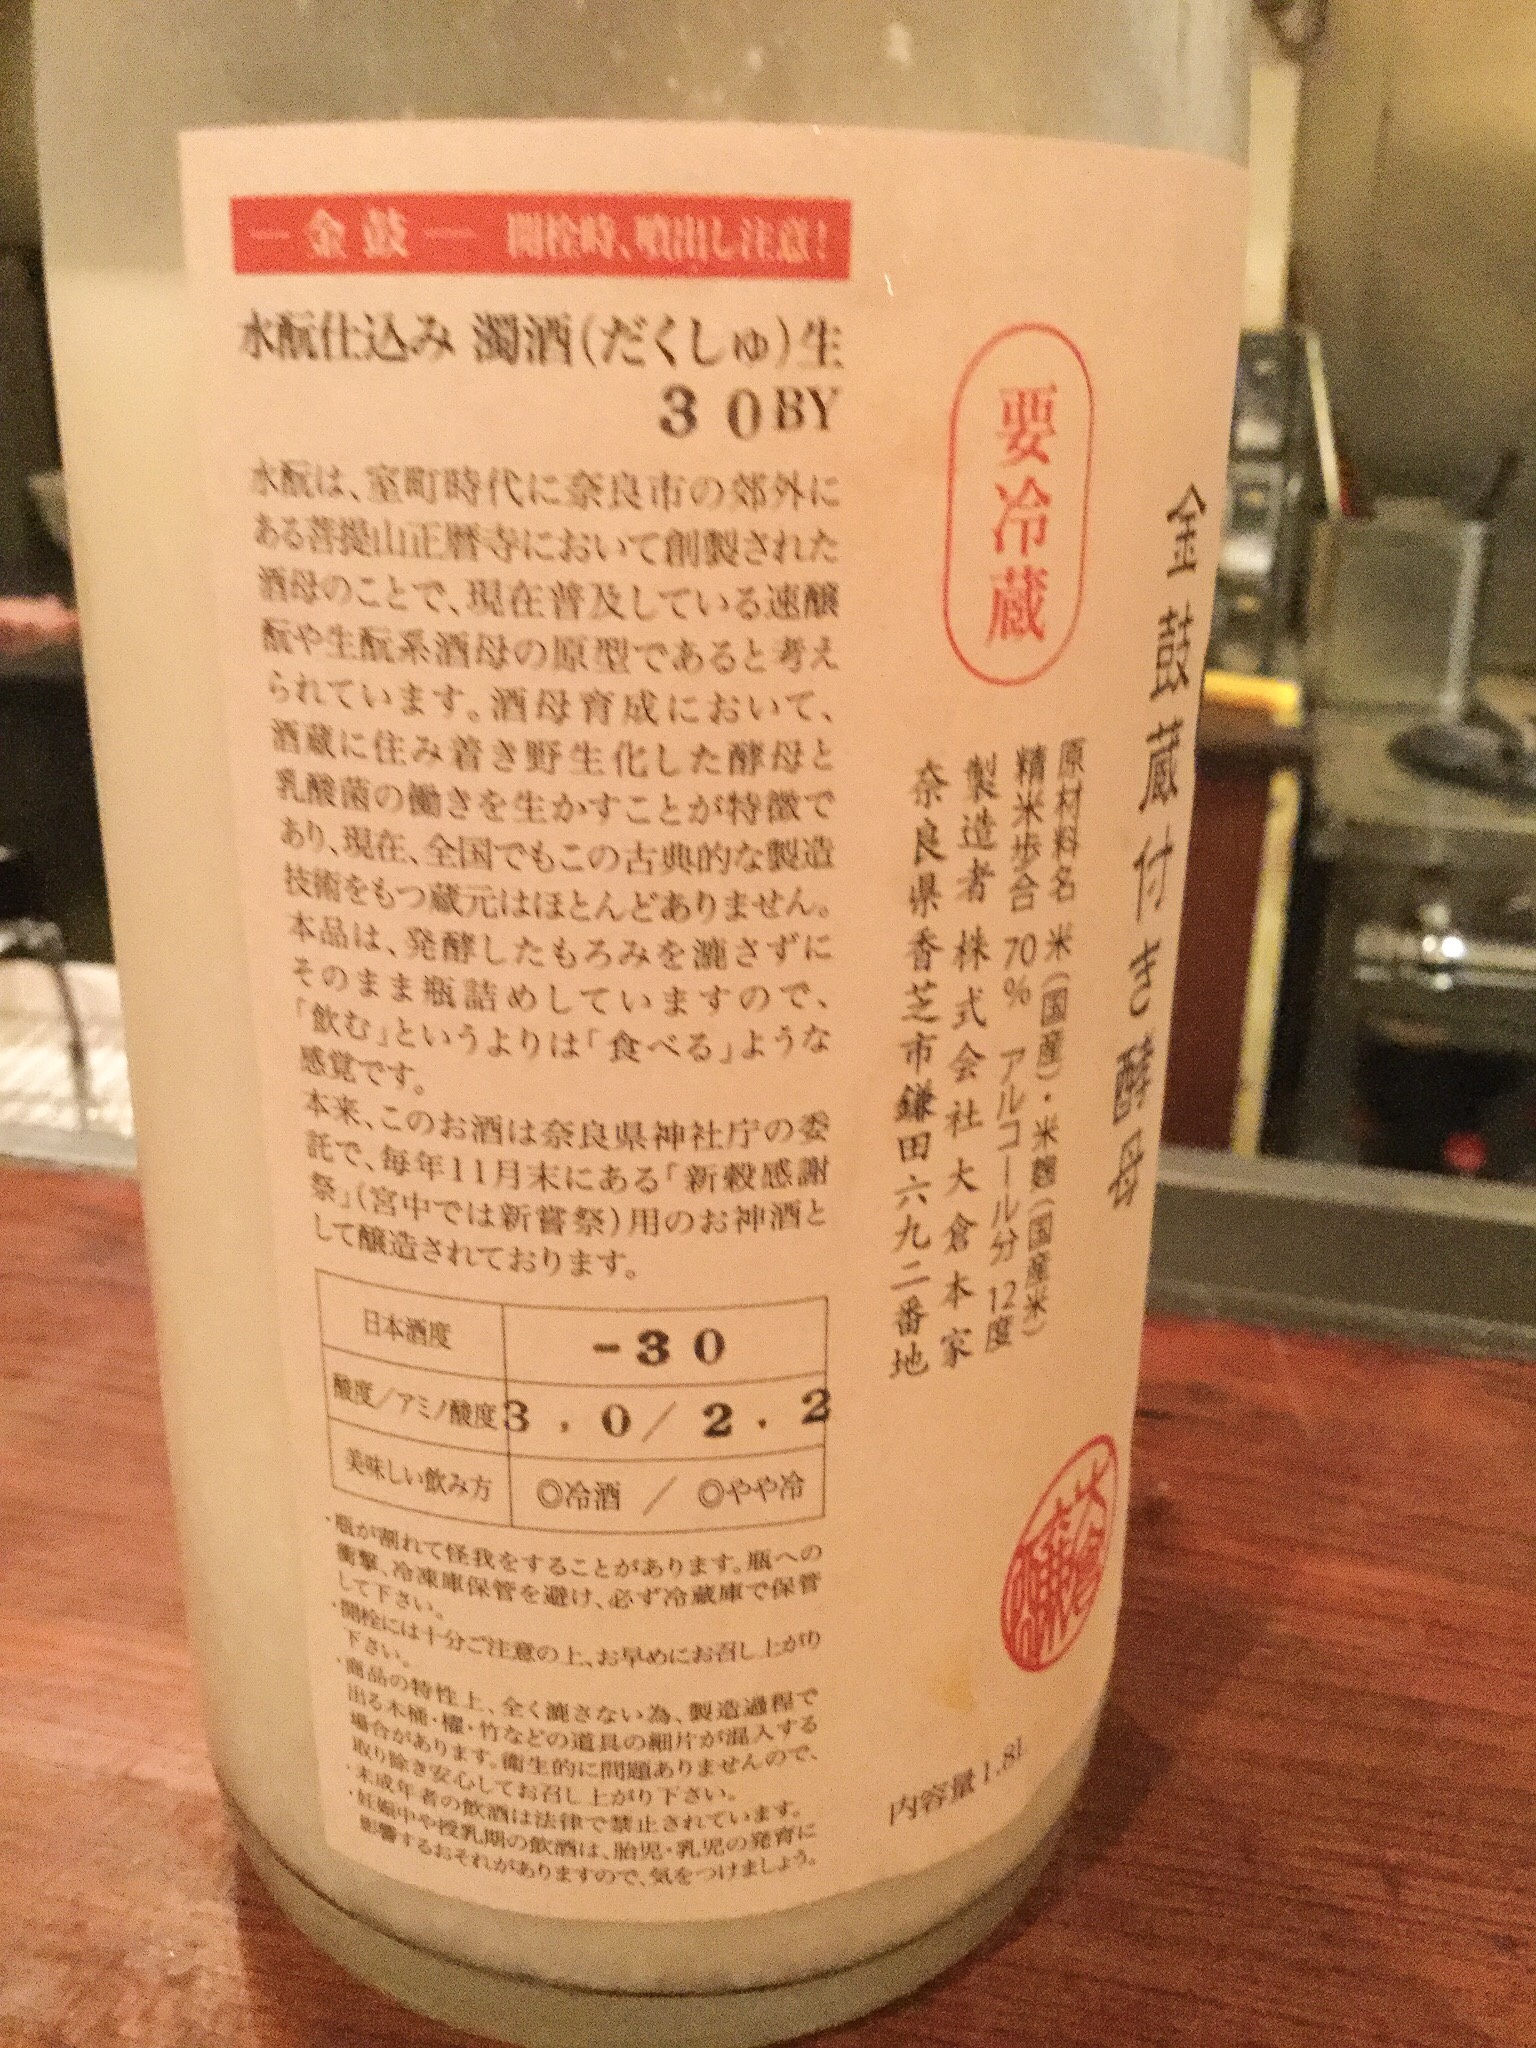 ― 金鼓 ― 開栓時、噴出し注意!
水酛仕込み 濁酒(だくしゅ)生
30BY
水酛は、室町時代に奈良市の郊外に
ある菩提山正暦寺において創製された
酒母のことで、現在普及している速醸
酛や生酛系酒母の原型であると考え
られています。酒母育成において、
酒蔵に住み着き野生化した酵母と
乳酸菌の働きを生かすことが特徴で
あり、現在、全国でもこの古典的な製造
技術をもつ蔵元はほとんどありません。
本品は、発酵したもろみを漉さずに
そのまま瓶詰めしていますので、
「飲む」というよりは「食べる」ような
感覚です。
本来、このお酒は奈良県神社庁の委
託で、毎年11月末にある「新穀感謝
祭」(宮中では新嘗祭)用のお神酒と
して醸造されております。
日本酒度 -30
酸度/アミノ酸度 3.0/2.2
美味しい飲み方 ◎冷酒 / ◎やや冷
・瓶が割れて怪我をすることがあります。瓶への
衝撃、冷凍庫保管を避け、必ず冷蔵庫で保管
して下さい。
・開栓には十分ご注意の上、お早めにお召し上がり
下さい。
・商品の特性上、全く漉さない為、製造過程で
出る木桶・櫂・竹などの道具の細片が混入する
場合があります。衛生的に問題ありませんので、
取り除き安心してお召し上がり下さい。
・未成年者の飲酒は法律で禁止されています。
・妊娠中や授乳期の飲酒は、胎児・乳児の発育に
影響するおそれがありますので、気をつけましょう。
要冷蔵
金鼓蔵付き酵母
原材料名 米(国産)・米麹(国産米)
精米歩合 70% アルコール分 12度
製造者 株式会社大倉本家
奈良県香芝市鎌田六九二番地
内容量1.8L